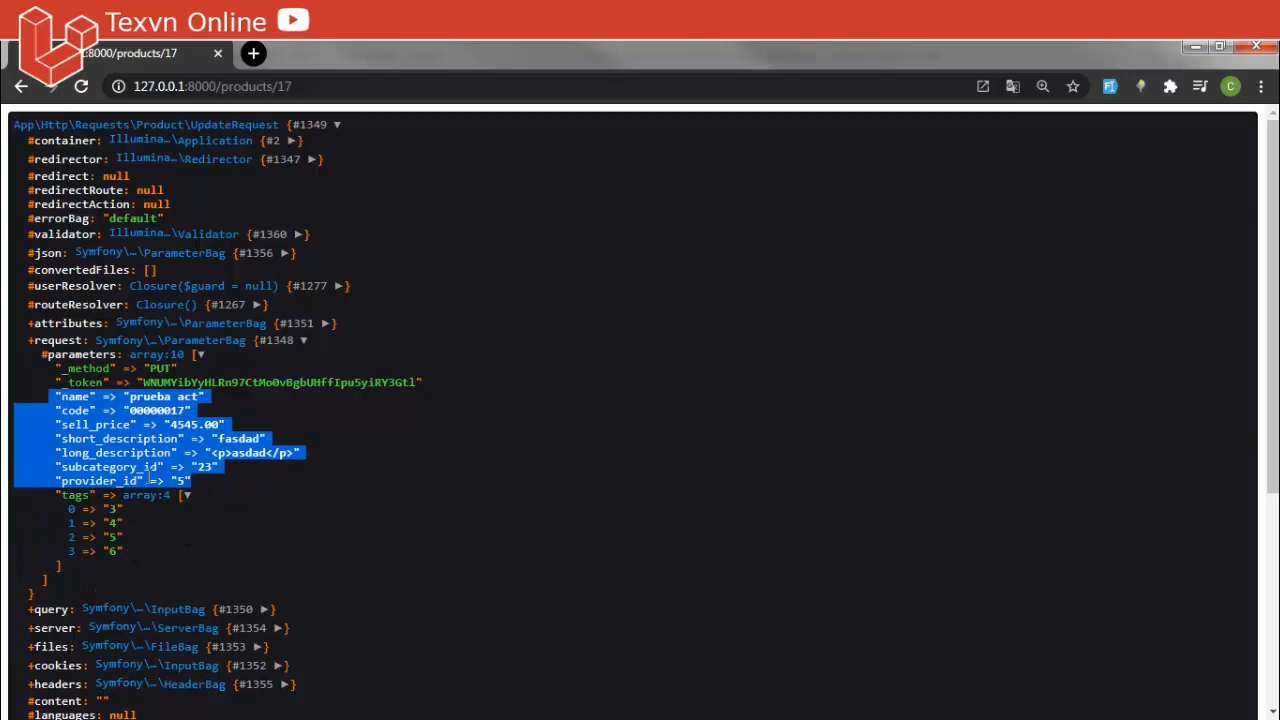 Texvn Online
:8000/products/17
127.0.0.1:8000/products/17
C
App\Http\Requests\Product\UpdateRequest {#1349 ▼
#container: Illumina…\Application {#2 ▶}
#redirector: Illumina…\Redirector {#1347 ▶}
#redirect: null
#redirectRoute: null
#redirectAction: null
#errorBag: "default"
#validator: Illumina…\Validator {#1360 ▶}
#json: Symfony\…\ParameterBag {#1356 ▶}
#convertedFiles: []
#userResolver: Closure($guard = null) {#1277 ▶}
#routeResolver: Closure() {#1267 ▶}
+attributes: Symfony\…\ParameterBag {#1351 ▶}
+request: Symfony\…\ParameterBag {#1348 ▼
#parameters: array:10 [▼
"_method" => "PUT"
"_token" => "WNUMYibYyHLRn97CtMo0vBgbUHffIpu5yiRY3Gtl"
"name" => "prueba act"
"code" => "00000017"
"sell_price" => "4545.00"
"short_description" => "fasdad"
"long_description" => "<p>asdad</p>"
"subcategory_id" => "23"
"provider_id" => "5"
"tags" => array:4 [▼
0 => "3"
1 => "4"
2 => "5"
3 => "6"
]
]
}
+query: Symfony\…\InputBag {#1350 ▶}
+server: Symfony\…\ServerBag {#1354 ▶}
+files: Symfony\…\FileBag {#1353 ▶}
+cookies: Symfony\…\InputBag {#1352 ▶}
+headers: Symfony\…\HeaderBag {#1355 ▶}
#content: ""
#languages: null